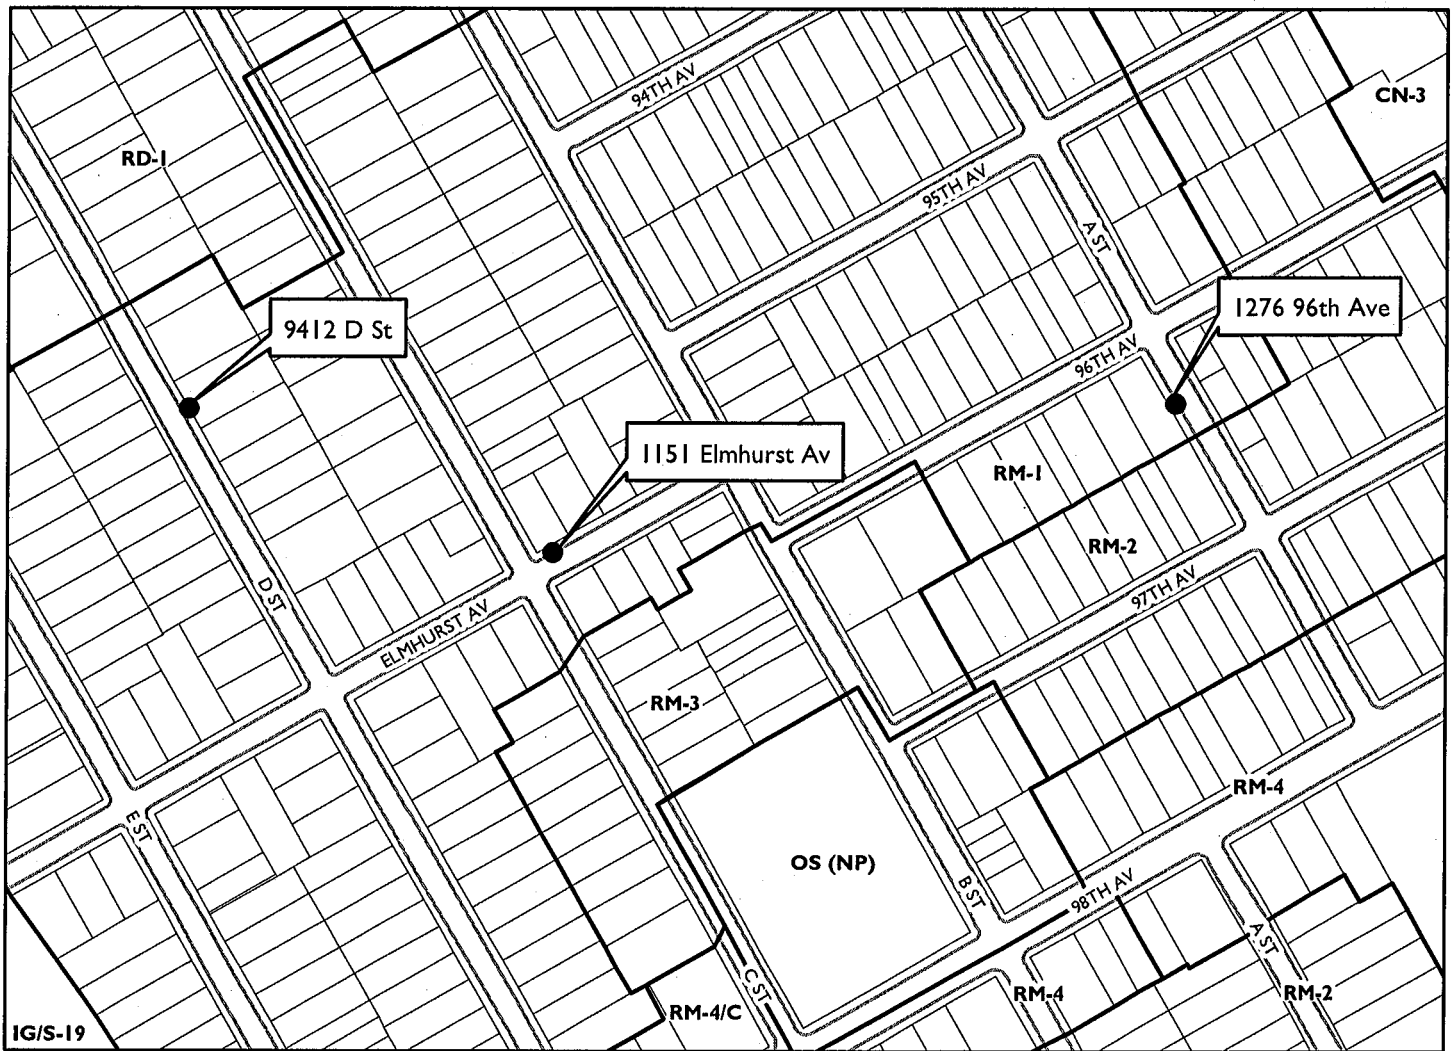 94TH AV
CN-3
RD-1
95TH AV
A ST
9412 D St
1276 96th Ave
96TH AV
1151 Elmhurst Av
RM-1
RM-2
97TH AV
D ST
ELMHURST AV
RM-3
RM-4
E ST
OS (NP)
B ST
98TH AV
A ST
C ST
RM-4
RM-2
RM-4/C
IG/S-19